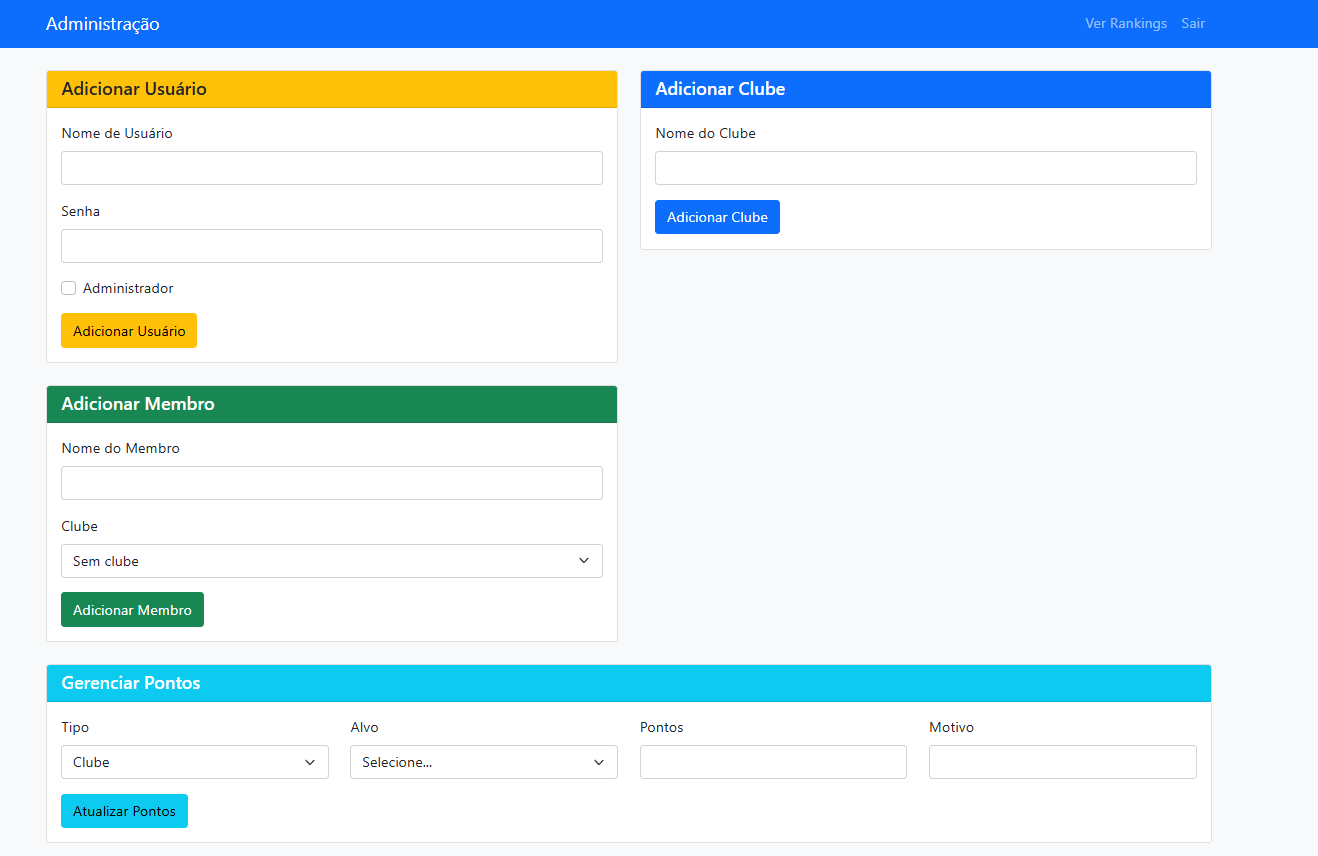 Administração
Ver Rankings Sair
Adicionar Usuário
Nome de Usuário
Senha
Administrador
Adicionar Usuário
Adicionar Clube
Nome do Clube
Adicionar Clube
Adicionar Membro
Nome do Membro
Clube
Sem clube
Adicionar Membro
Gerenciar Pontos
Tipo Alvo Pontos Motivo
Clube Selecione...
Atualizar Pontos